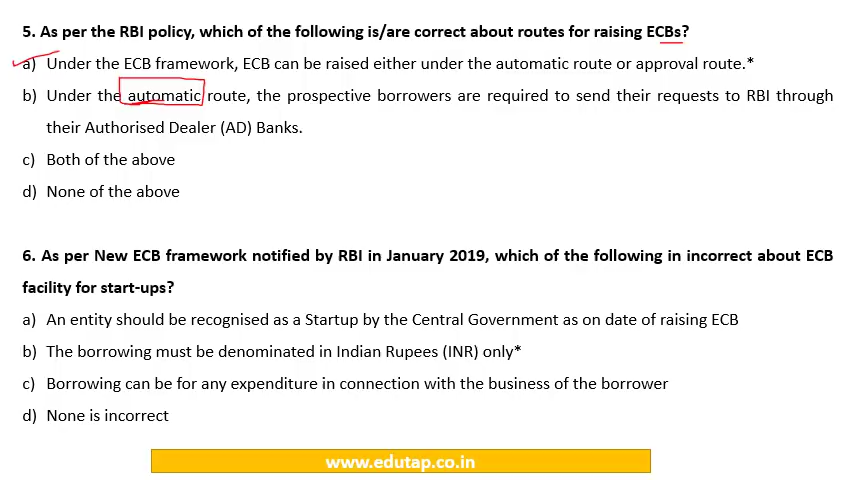 5. As per the RBI policy, which of the following is/are correct about routes for raising ECBs?
a) Under the ECB framework, ECB can be raised either under the automatic route or approval route.*
b) Under the automatic route, the prospective borrowers are required to send their requests to RBI through
their Authorised Dealer (AD) Banks.
c) Both of the above
d) None of the above
6. As per New ECB framework notified by RBI in January 2019, which of the following in incorrect about ECB
facility for start-ups?
a) An entity should be recognised as a Startup by the Central Government as on date of raising ECB
b) The borrowing must be denominated in Indian Rupees (INR) only*
c) Borrowing can be for any expenditure in connection with the business of the borrower
d) None is incorrect
www.edutap.co.in